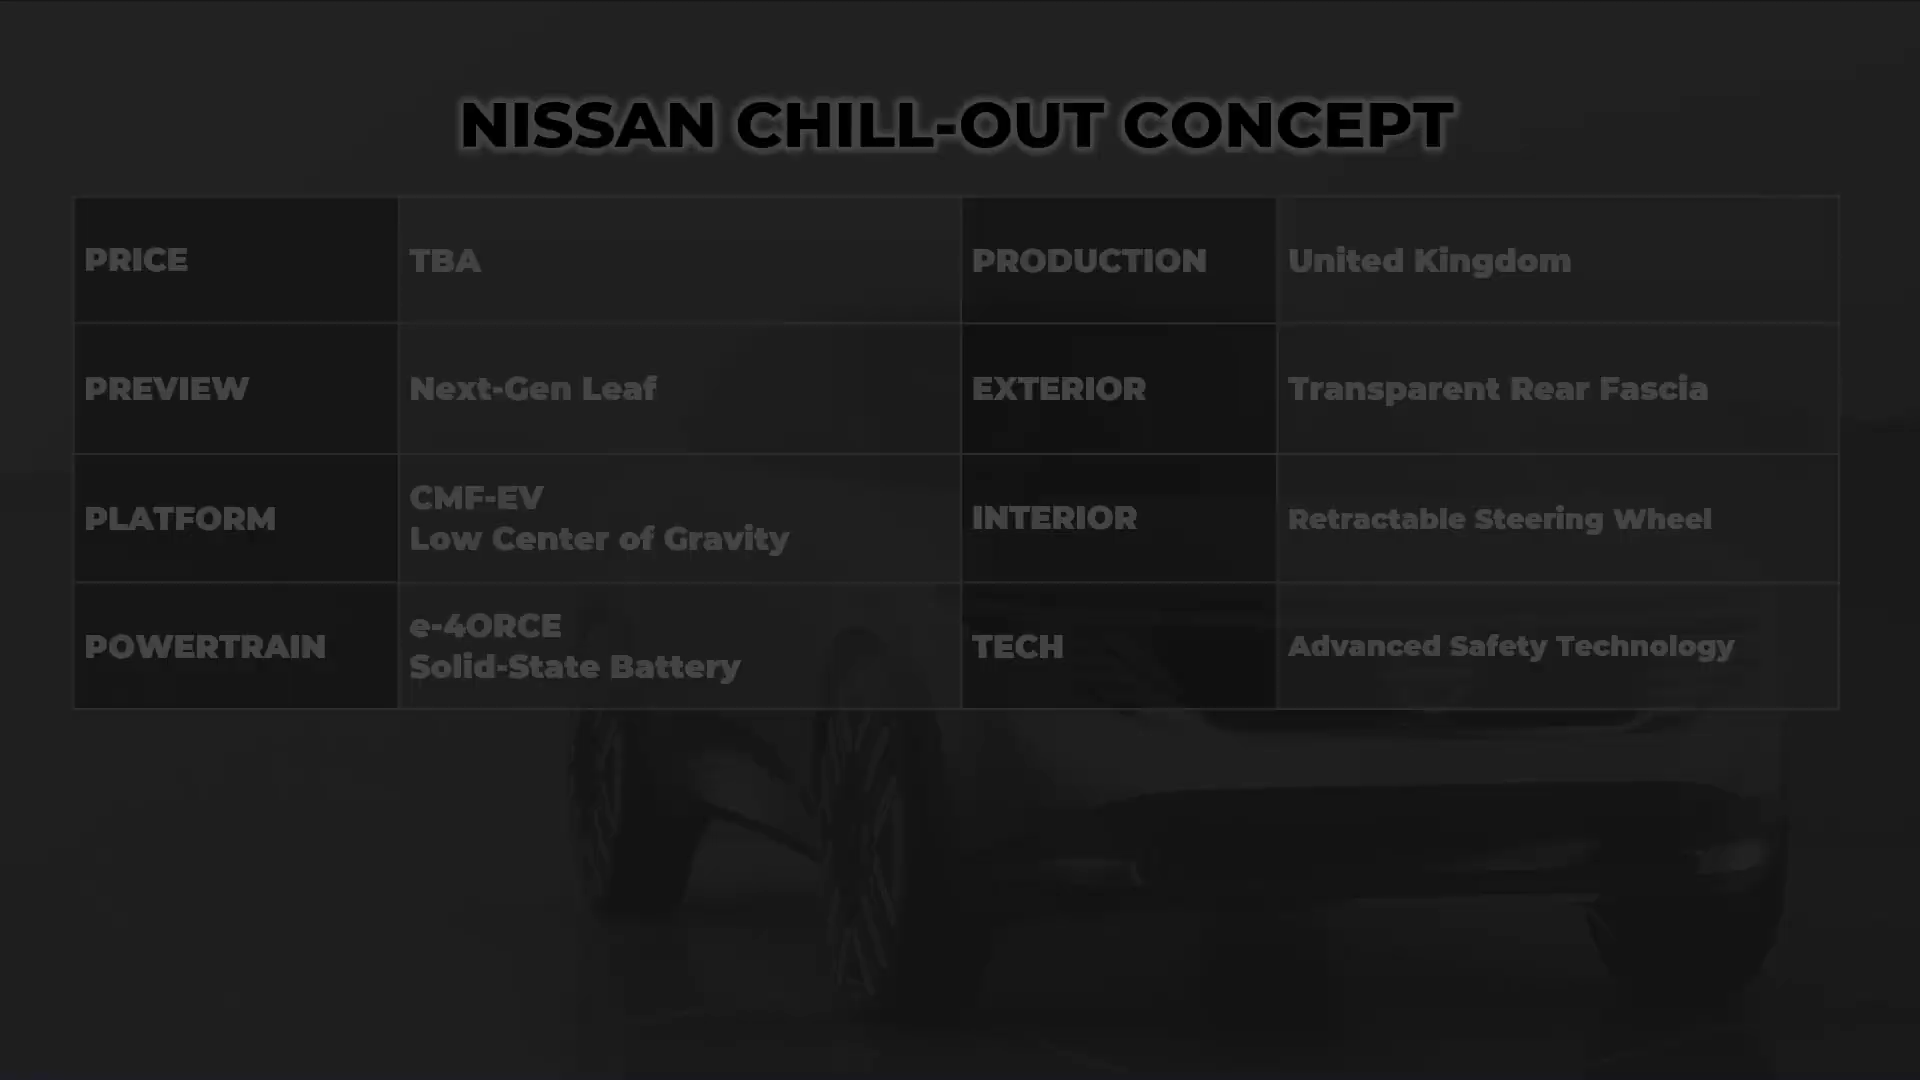 NISSAN CHILL-OUT CONCEPT
PRICE
TBA
PRODUCTION
United Kingdom
PREVIEW
Next-Gen Leaf
EXTERIOR
Transparent Rear Fascia
PLATFORM
CMF-EV
Low Center of Gravity
INTERIOR
Retractable Steering Wheel
POWERTRAIN
e-4ORCE
Solid-State Battery
TECH
Advanced Safety Technology